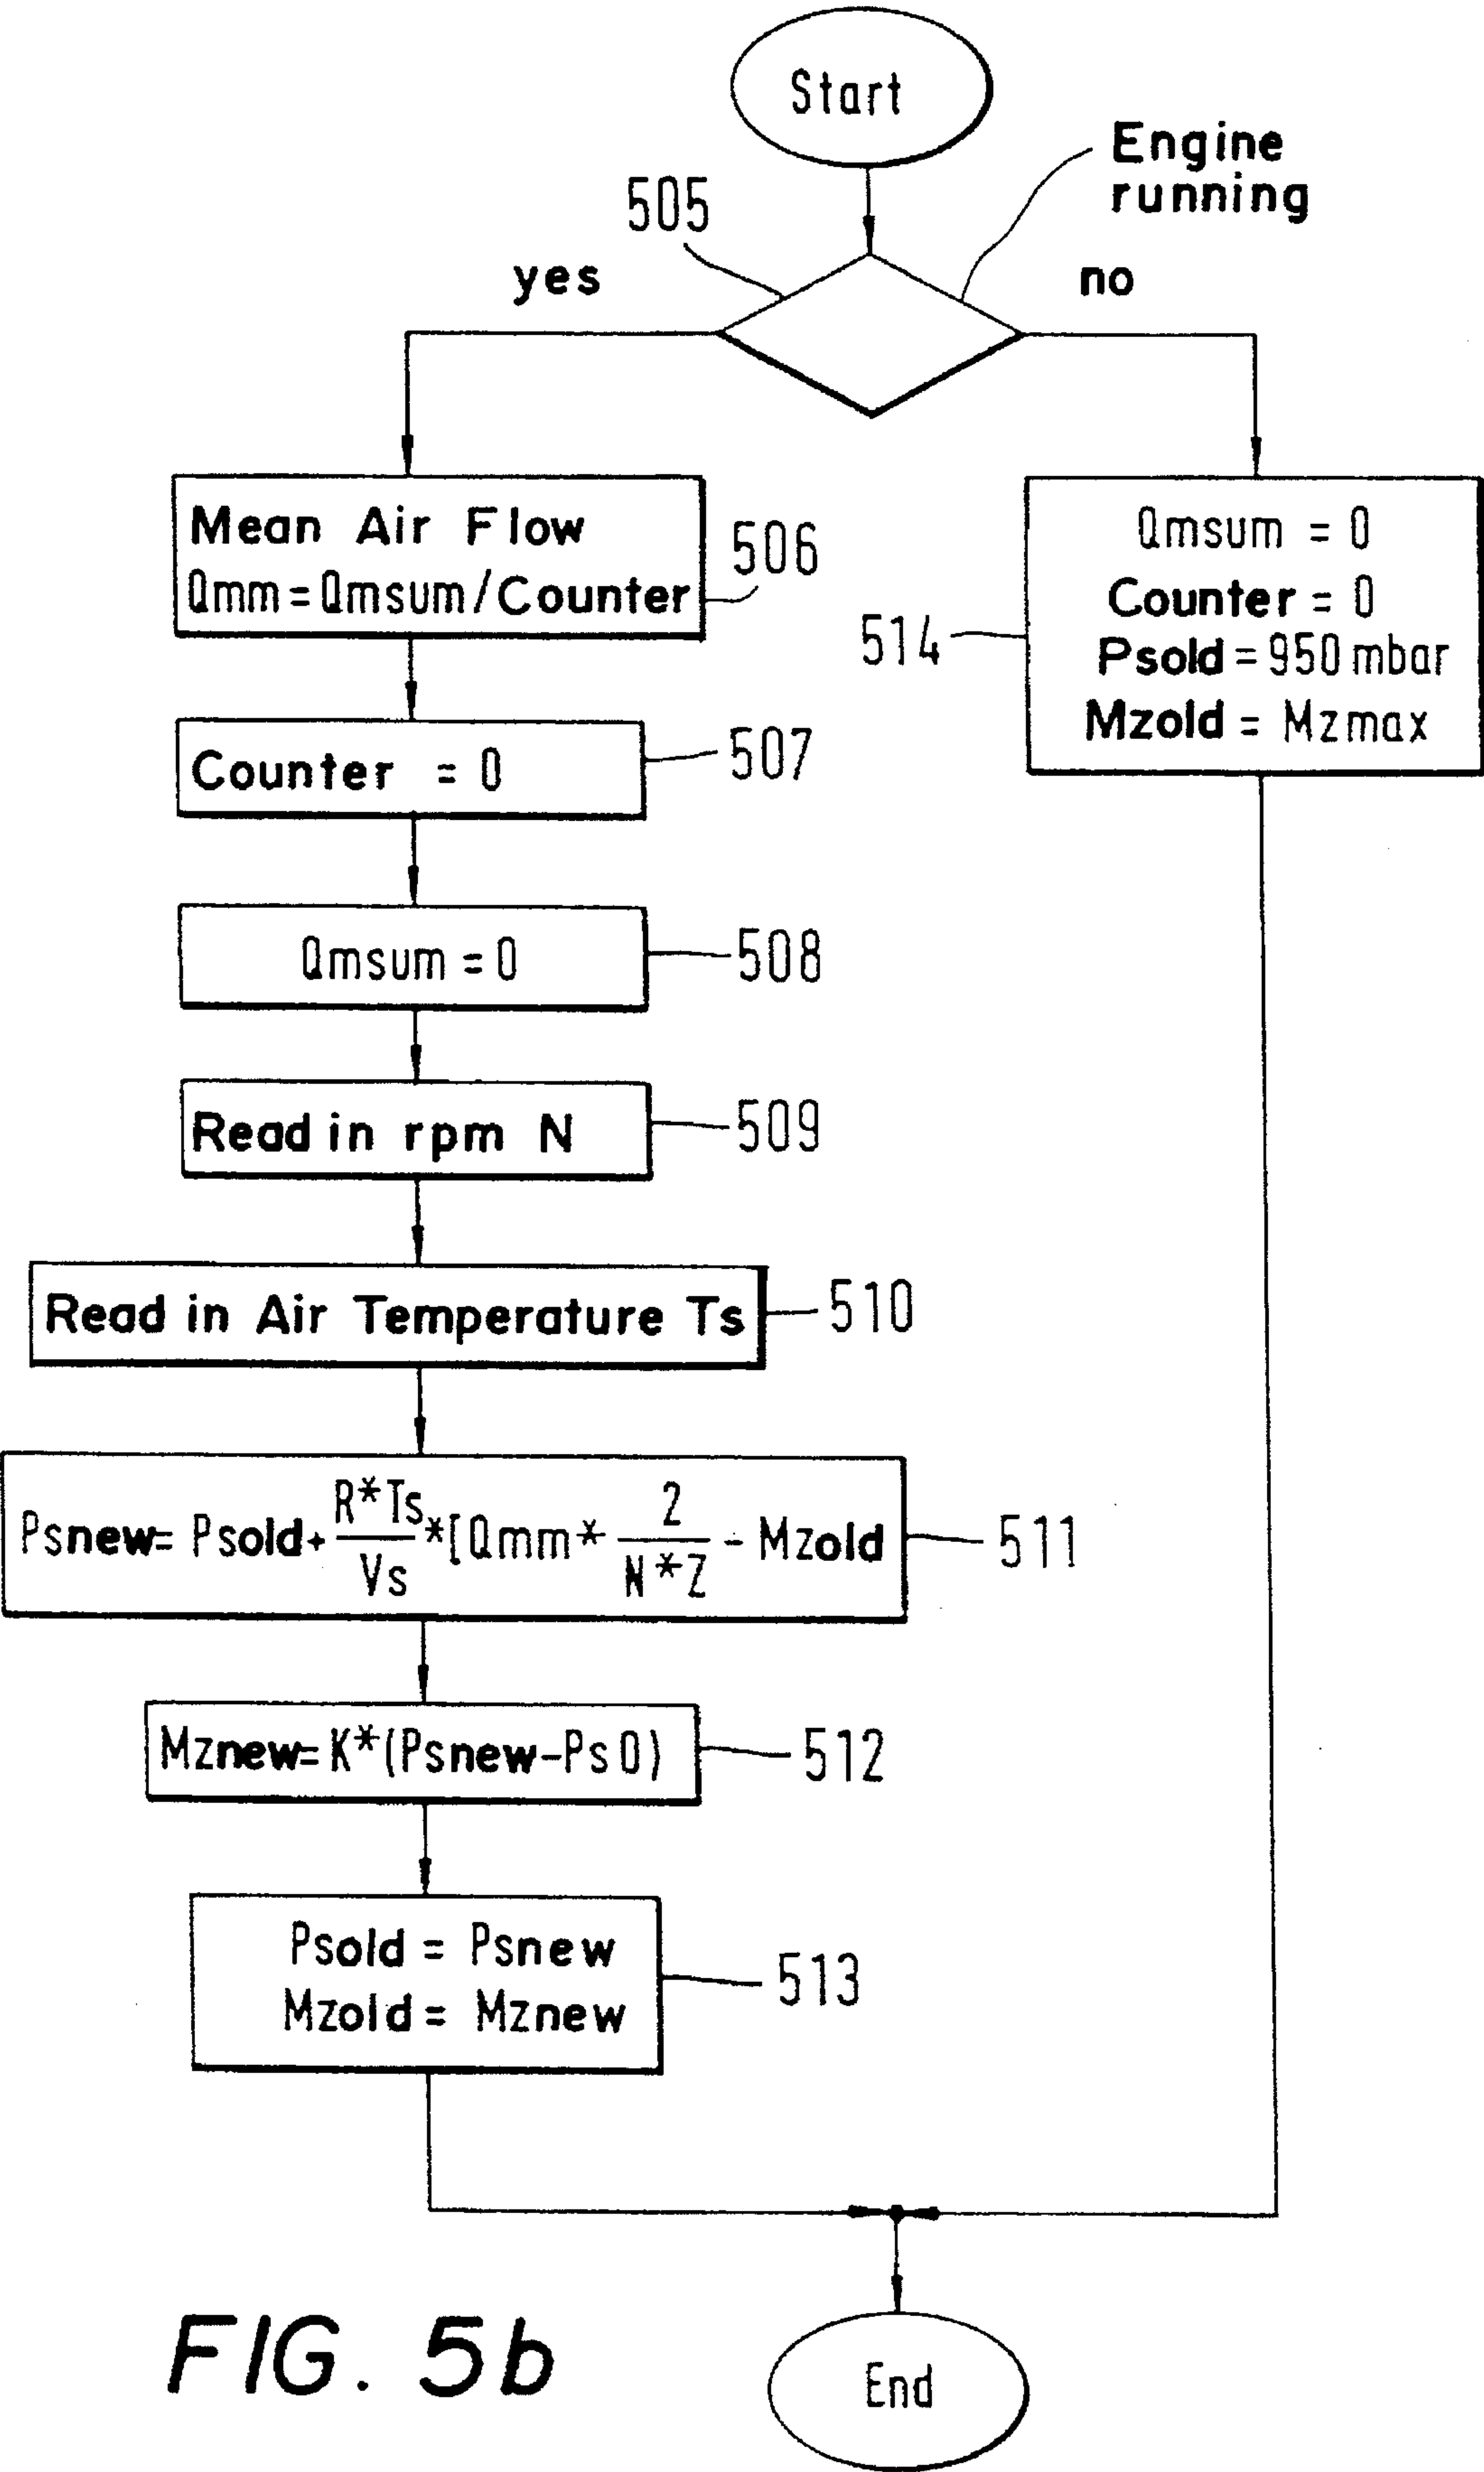 Start
Engine
running
505
yes
no
Mean Air Flow
Qmm = Qmsum / Counter
506
Qmsum = 0
Counter = 0
Psold = 950 mbar
Mzold = Mzmax
514
Counter = 0
507
Qmsum = 0
508
Read in rpm N
509
Read in Air Temperature Ts
510
Psnew= Psold+ R*Ts/Vs *[Qmm* 2/N*Z - Mzold
511
Mznew= K*(Psnew-Ps0)
512
Psold = Psnew
Mzold = Mznew
513
End
FIG. 5b